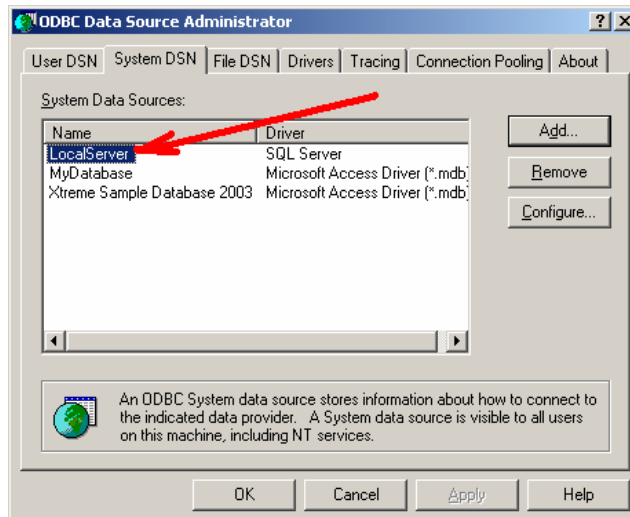 ODBC Data Source Administrator
User DSN System DSN File DSN Drivers Tracing Connection Pooling About
System Data Sources:
Name Driver
LocalServer SQL Server
MyDatabase Microsoft Access Driver (*.mdb)
Xtreme Sample Database 2003 Microsoft Access Driver (*.mdb)
Add...
Remove
Configure...
An ODBC System data source stores information about how to connect to
the indicated data provider. A System data source is visible to all users
on this machine, including NT services.
OK Cancel Apply Help